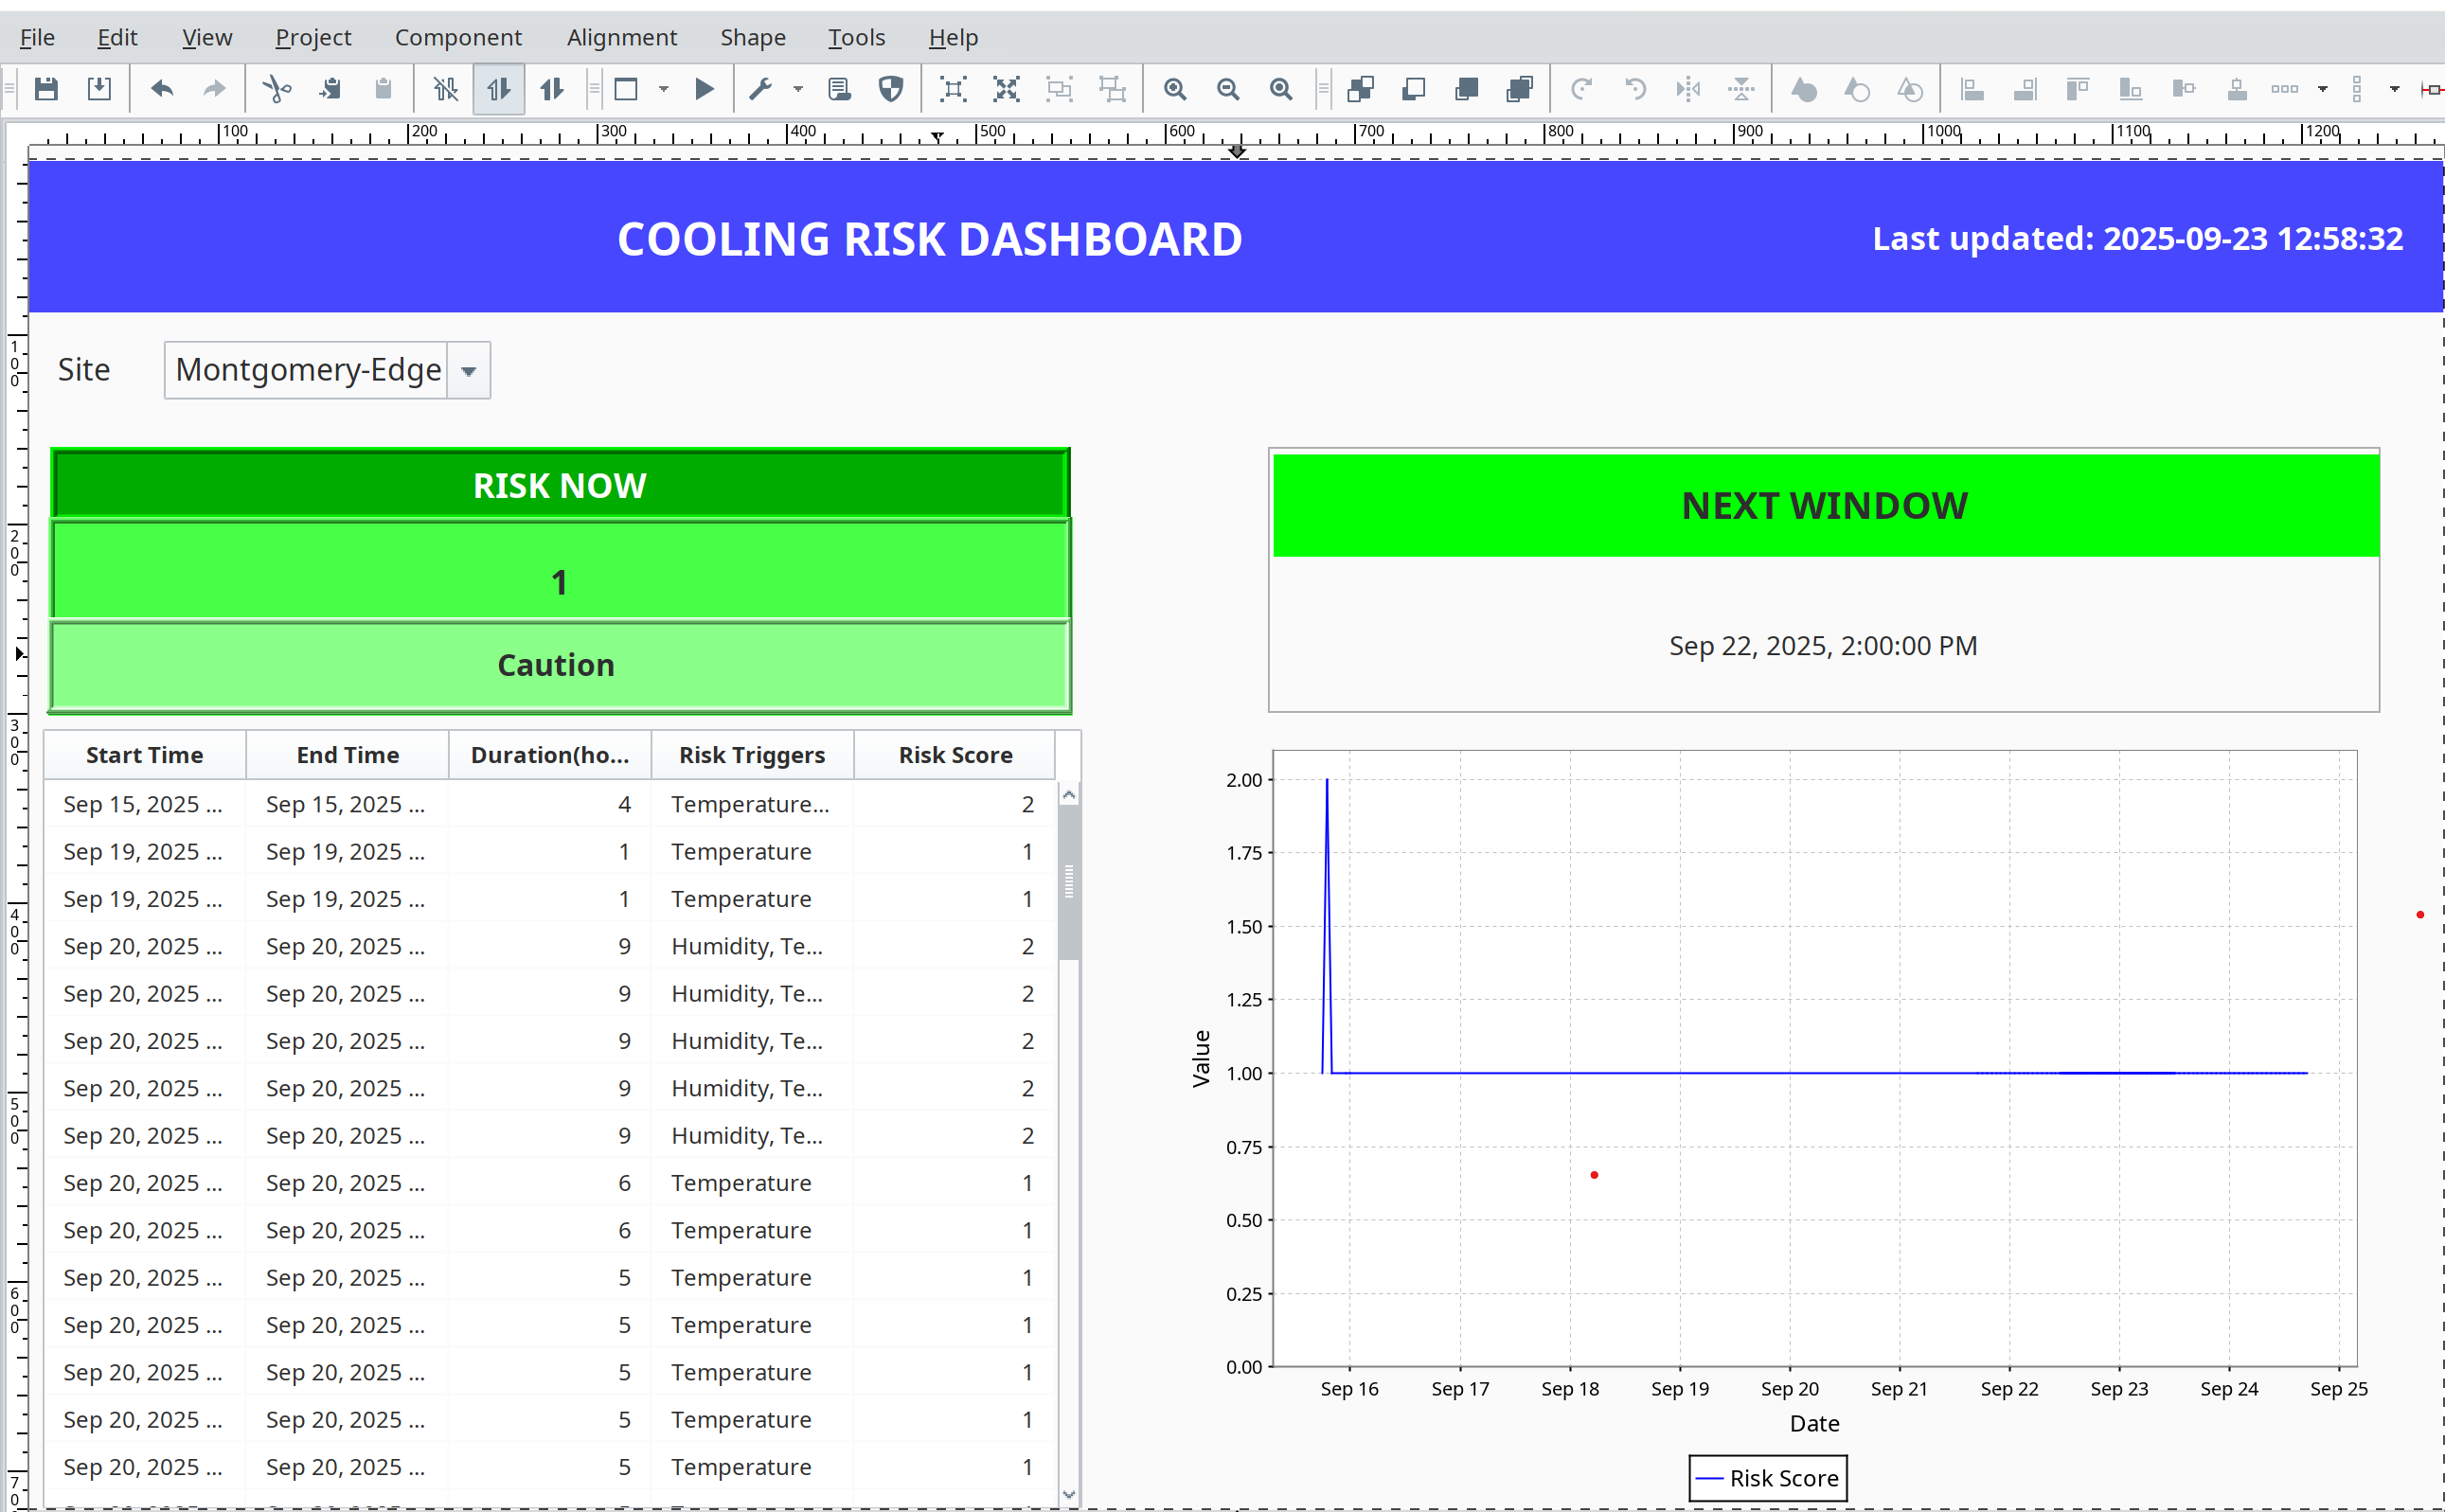 File Edit View Project Component Alignment Shape Tools Help
100 200 300 400 500 600 700 800 900 1000 1100 1200
COOLING RISK DASHBOARD
Last updated: 2025-09-23 12:58:32
100
Site Montgomery-Edge
RISK NOW
1
Caution
NEXT WINDOW
Sep 22, 2025, 2:00:00 PM
200
300
400
500
600
70
Start Time End Time Duration(ho... Risk Triggers Risk Score
Sep 15, 2025 ... Sep 15, 2025 ... 4 Temperature... 2
Sep 19, 2025 ... Sep 19, 2025 ... 1 Temperature 1
Sep 19, 2025 ... Sep 19, 2025 ... 1 Temperature 1
Sep 20, 2025 ... Sep 20, 2025 ... 9 Humidity, Te... 2
Sep 20, 2025 ... Sep 20, 2025 ... 9 Humidity, Te... 2
Sep 20, 2025 ... Sep 20, 2025 ... 9 Humidity, Te... 2
Sep 20, 2025 ... Sep 20, 2025 ... 9 Humidity, Te... 2
Sep 20, 2025 ... Sep 20, 2025 ... 9 Humidity, Te... 2
Sep 20, 2025 ... Sep 20, 2025 ... 6 Temperature 1
Sep 20, 2025 ... Sep 20, 2025 ... 6 Temperature 1
Sep 20, 2025 ... Sep 20, 2025 ... 5 Temperature 1
Sep 20, 2025 ... Sep 20, 2025 ... 5 Temperature 1
Sep 20, 2025 ... Sep 20, 2025 ... 5 Temperature 1
Sep 20, 2025 ... Sep 20, 2025 ... 5 Temperature 1
Sep 20, 2025 ... Sep 20, 2025 ... 5 Temperature 1
2.00
1.75
1.50
1.25
1.00
0.75
0.50
0.25
0.00
Value
Sep 16 Sep 17 Sep 18 Sep 19 Sep 20 Sep 21 Sep 22 Sep 23 Sep 24 Sep 25
Date
Risk Score